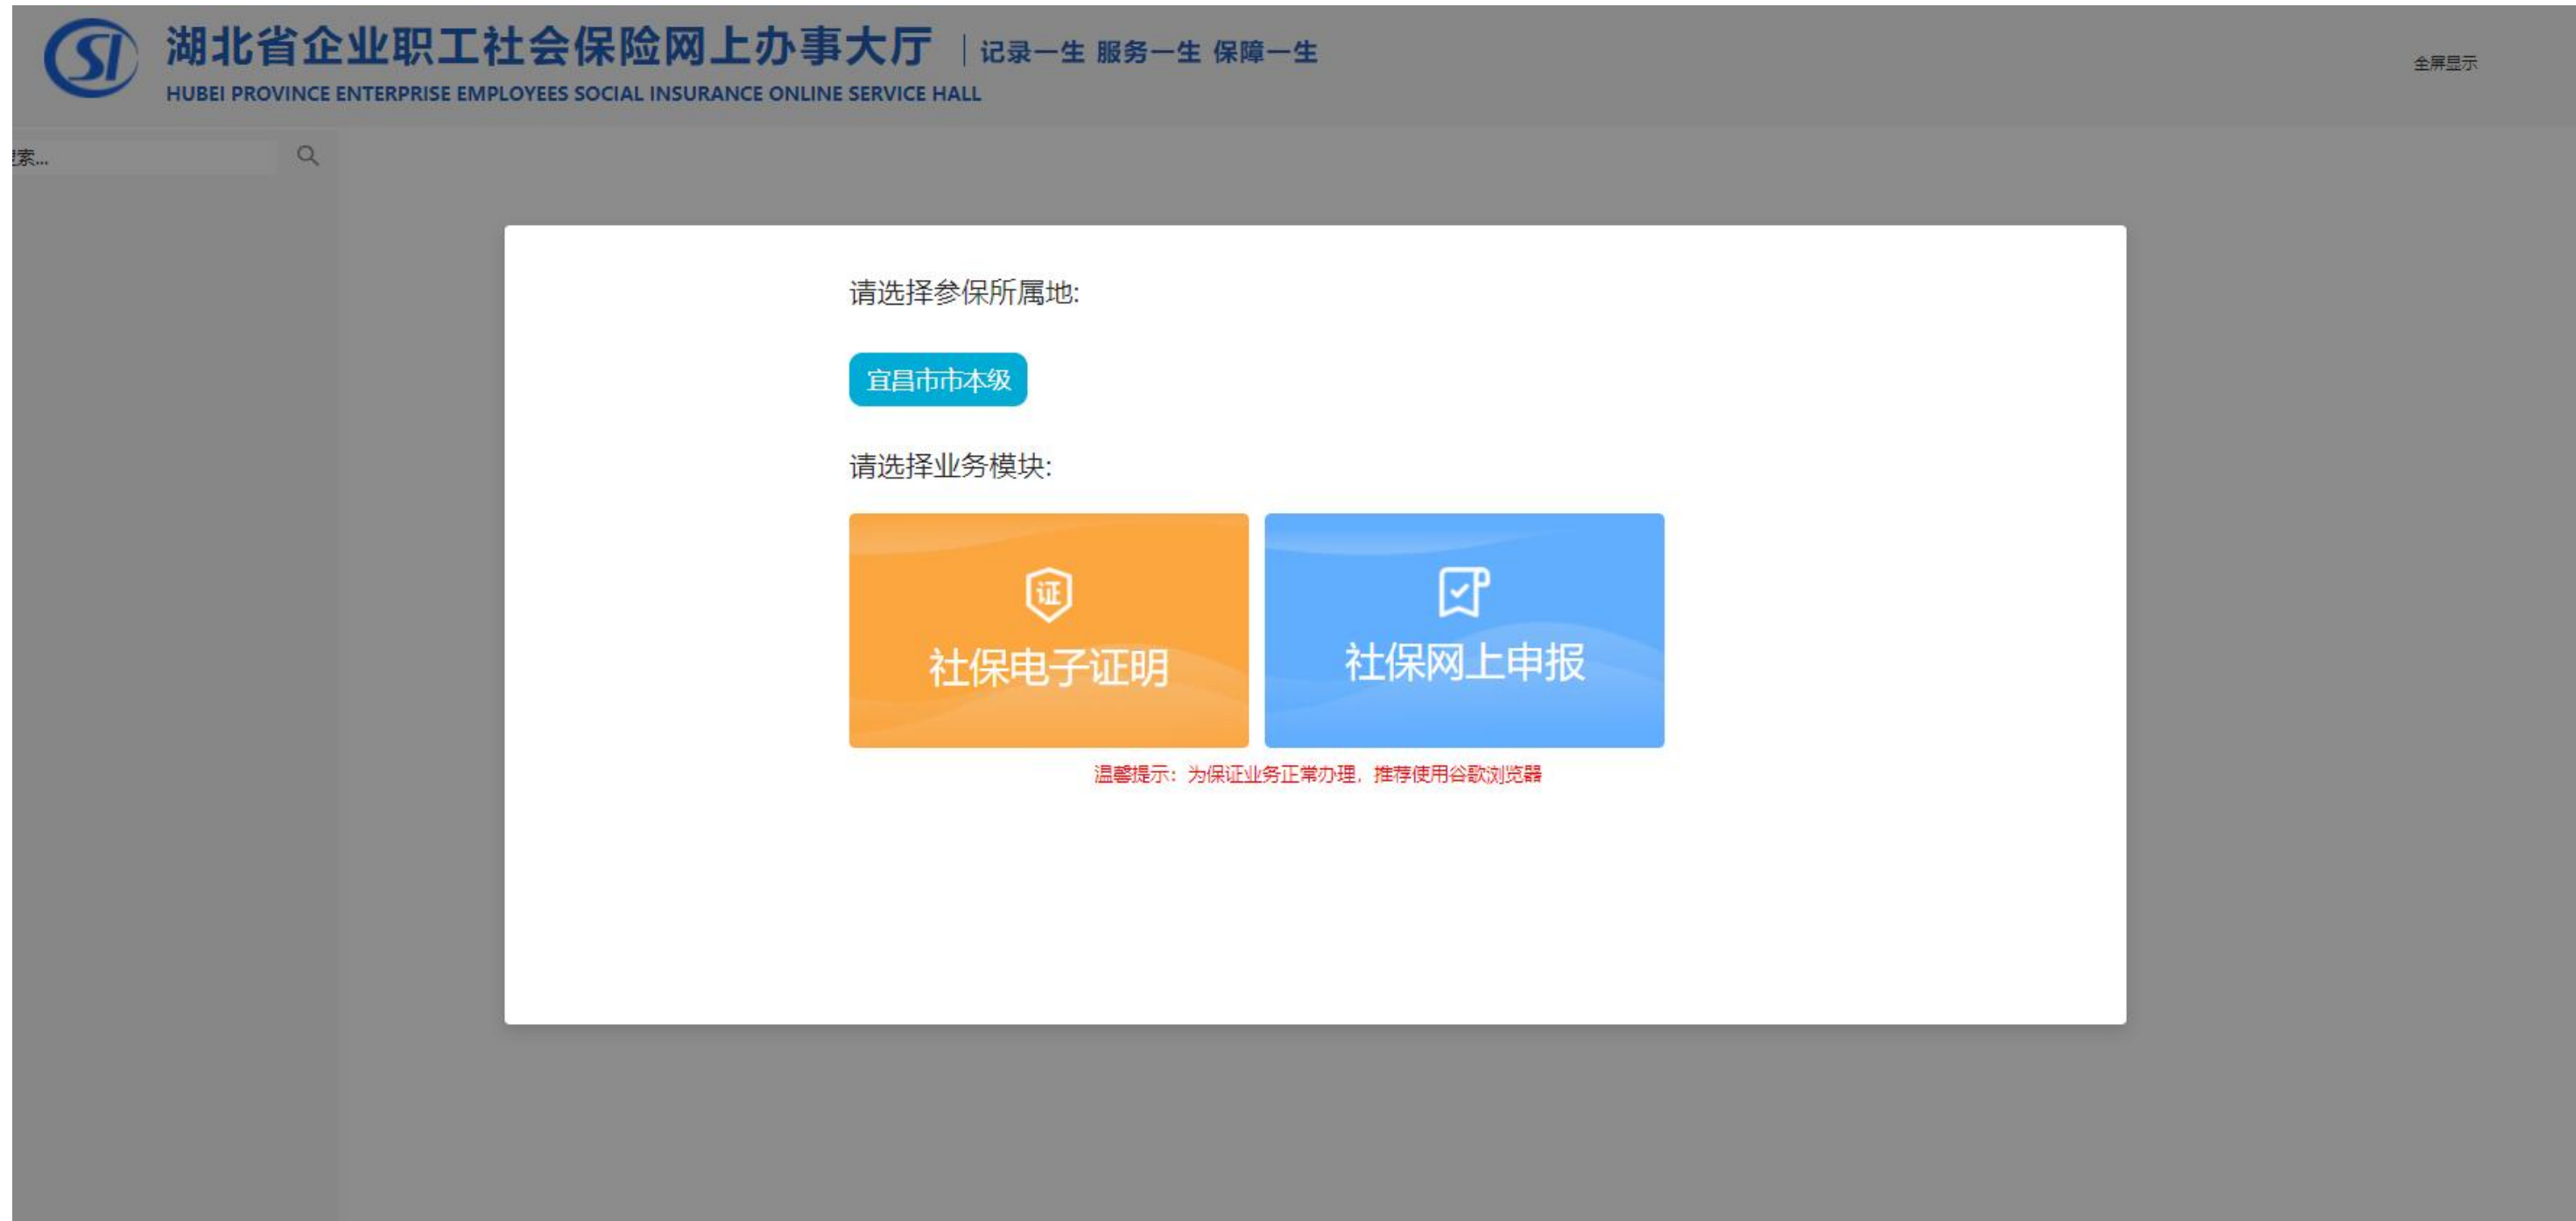 SI
湖北省企业职工社会保险网上办事大厅 | 记录一生 服务一生 保障一生
HUBEI PROVINCE ENTERPRISE EMPLOYEES SOCIAL INSURANCE ONLINE SERVICE HALL
全屏显示
索...
请选择参保所属地:
宜昌市市本级
请选择业务模块:
证
社保电子证明
社保网上申报
温馨提示：为保证业务正常办理，推荐使用谷歌浏览器